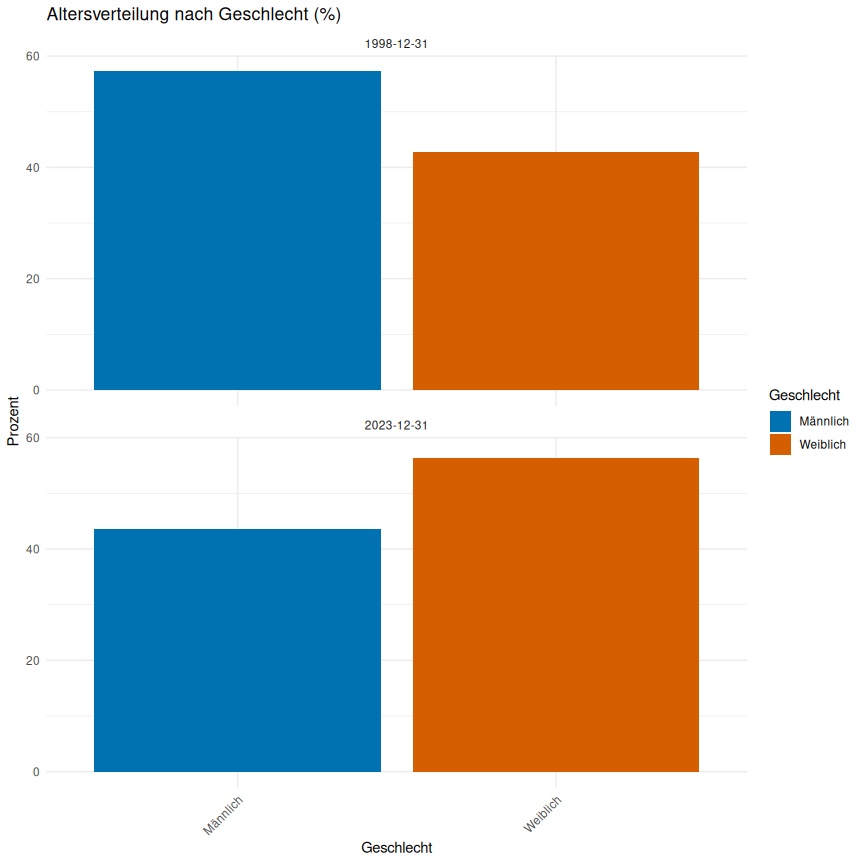 Altersverteilung nach Geschlecht (%)
1998-12-31
60
40
20
0
Prozent
2023-12-31
60
40
20
0
Männlich
Weiblich
Geschlecht
Geschlecht
Männlich
Weiblich